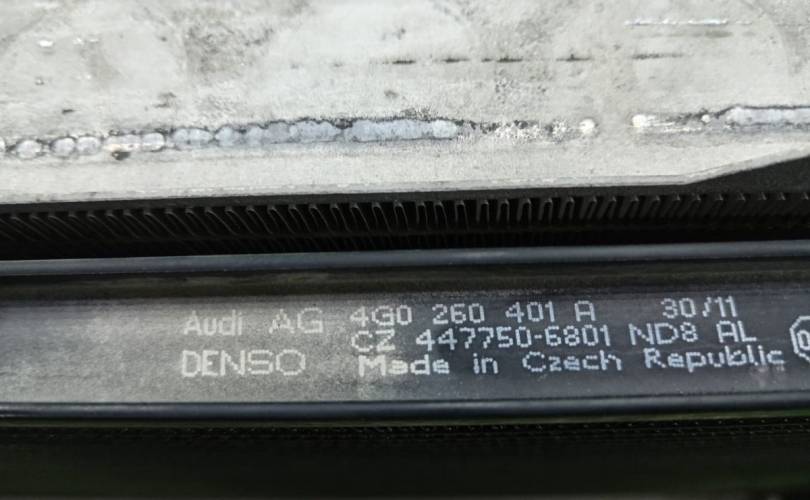 Audi AG 4G0 260 401 A 30/11
CZ 447750-6801 ND8 AL
DENSO Made in Czech Republic